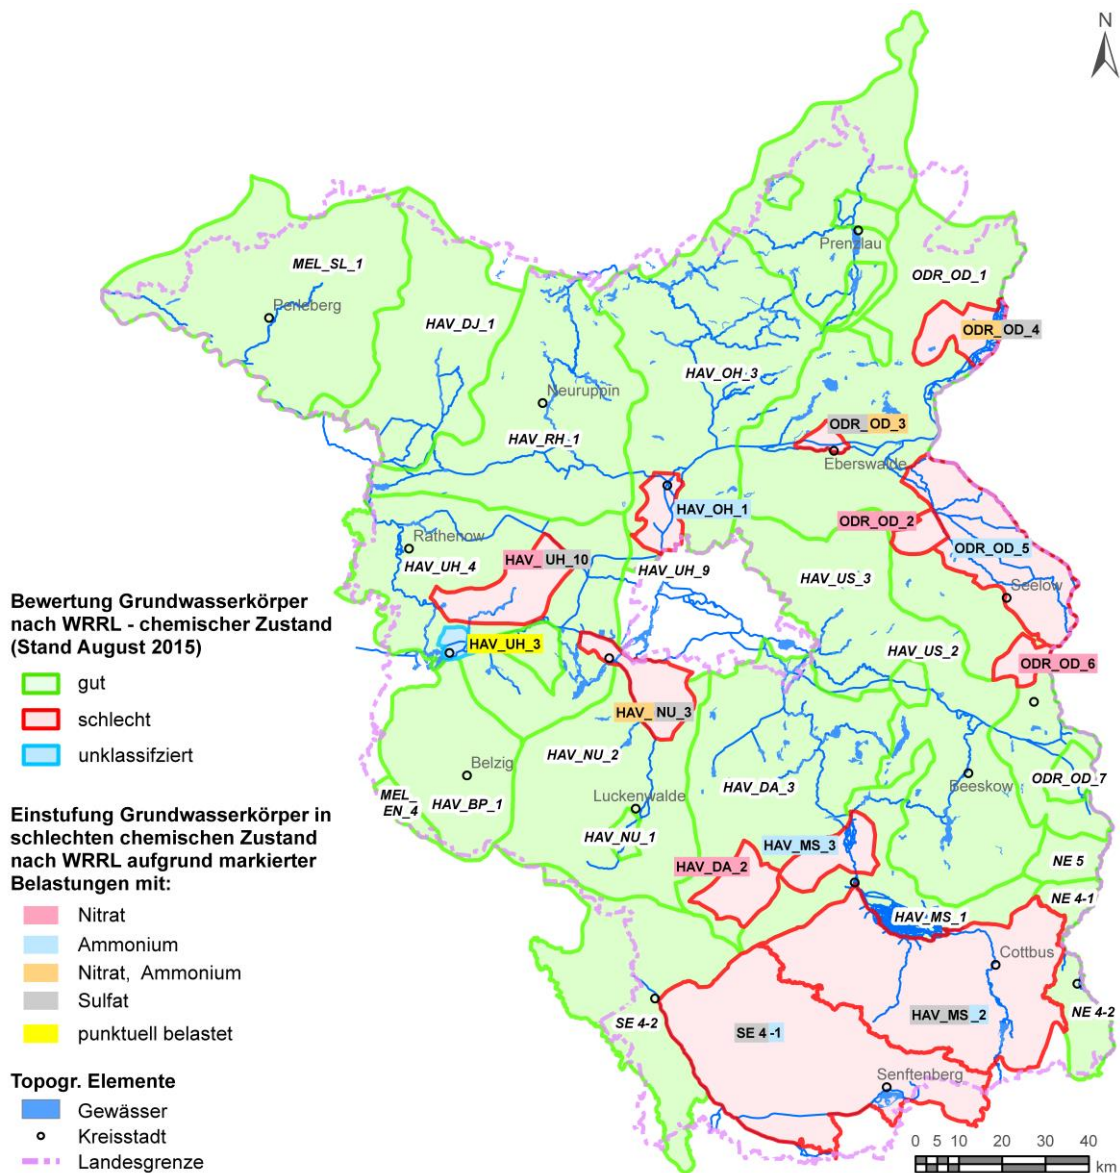 N
Prenzlau
MEL_SL_1
ODR_OD_1
Perleberg
HAV_DJ_1
ODR_OD_4
HAV_OH_3
Neuruppin
ODR_OD_3
HAV_RH_1
Eberswalde
HAV_OH_1
ODR_OD_2
Rathenow
ODR_OD_5
HAV_UH_10
HAV_UH_4
HAV_UH_9
HAV_US_3
Seelow
HAV_UH_3
HAV_US_2
ODR_OD_6
HAV_NU_3
HAV_NU_2
Belzig
ODR_OD_7
HAV_DA_3
Beeskow
MEL_
EN_4
HAV_BP_1
Luckenwalde
HAV_NU_1
HAV_MS_3
HAV_DA_2
NE 5
NE 4-1
HAV_MS_1
Cottbus
NE 4-2
SE 4-2
HAV_MS_2
SE 4-1
Senftenberg
Bewertung Grundwasserkörper
nach WRRL - chemischer Zustand
(Stand August 2015)
gut
schlecht
unklassifziert
Einstufung Grundwasserkörper in
schlechten chemischen Zustand
nach WRRL aufgrund markierter
Belastungen mit:
Nitrat
Ammonium
Nitrat, Ammonium
Sulfat
punktuell belastet
Topogr. Elemente
Gewässer
Kreisstadt
Landesgrenze
0 5 10 20 30 40
km